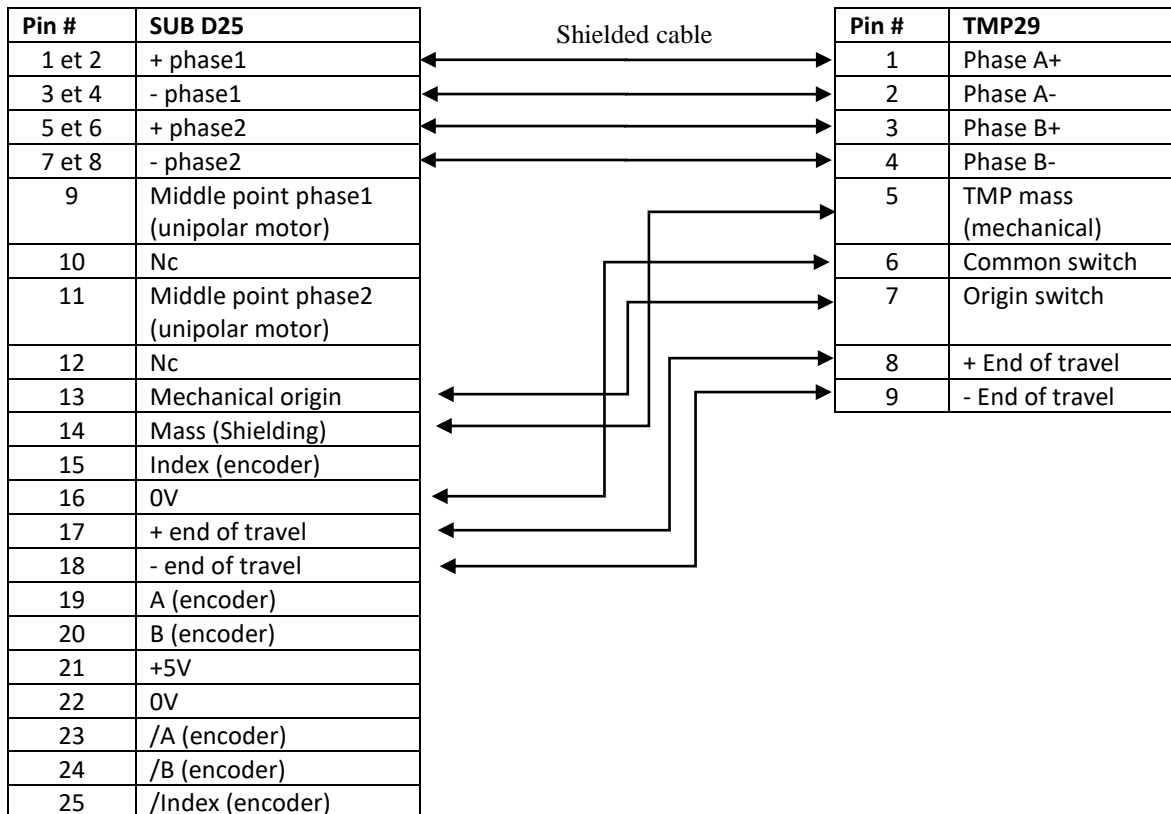 Pin # SUB D25
1 et 2 + phase1
3 et 4 - phase1
5 et 6 + phase2
7 et 8 - phase2
9 Middle point phase1
(unipolar motor)
10 Nc
11 Middle point phase2
(unipolar motor)
12 Nc
13 Mechanical origin
14 Mass (Shielding)
15 Index (encoder)
16 0V
17 + end of travel
18 - end of travel
19 A (encoder)
20 B (encoder)
21 +5V
22 0V
23 /A (encoder)
24 /B (encoder)
25 /Index (encoder)
Shielded cable
Pin # TMP29
1 Phase A+
2 Phase A-
3 Phase B+
4 Phase B-
5 TMP mass
(mechanical)
6 Common switch
7 Origin switch
8 + End of travel
9 - End of travel